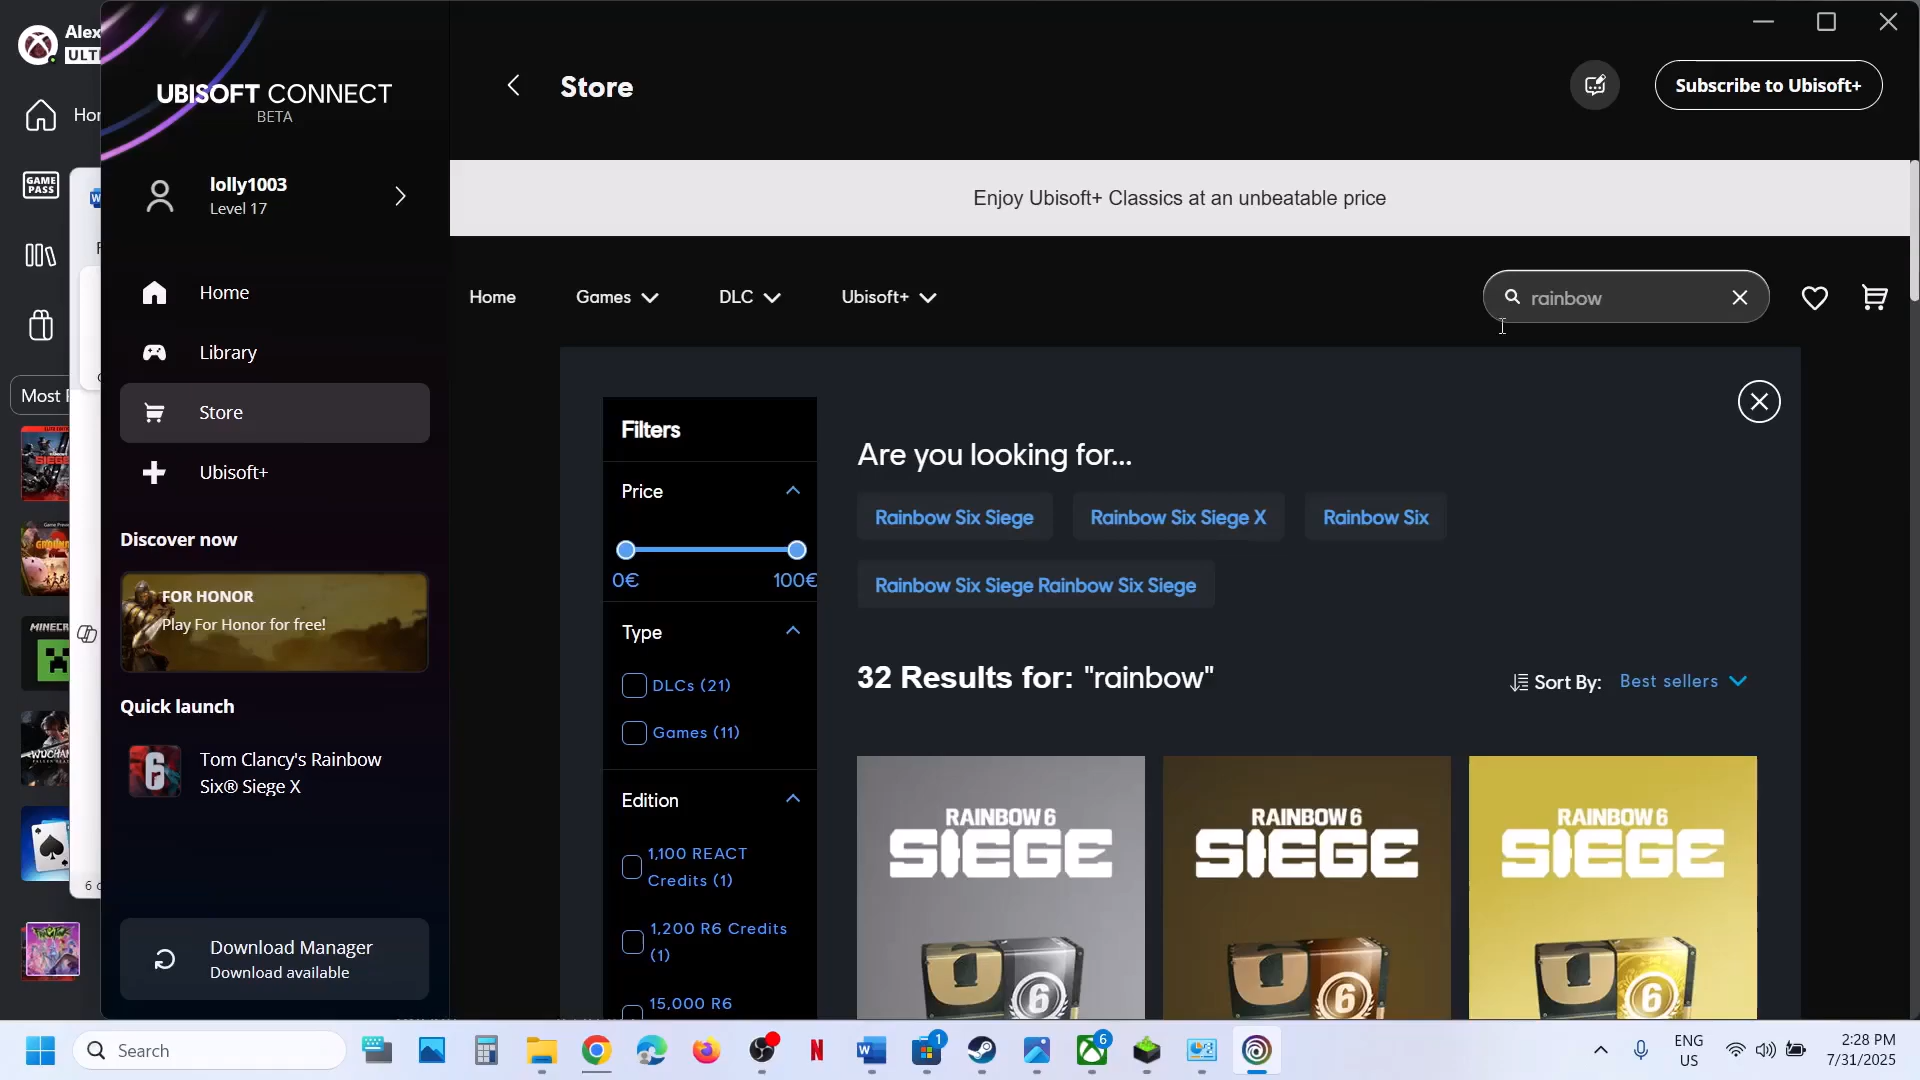 Alex
ULT
Hor
GAME
PASS
Most
UBISOFT CONNECT
BETA
lolly1003
Level 17
Home
Library
Store
Ubisoft+
Discover now
FOR HONOR
Play For Honor for free!
Quick launch
Tom Clancy's Rainbow
Six® Siege X
Download Manager
Download available
Store
Subscribe to Ubisoft+
Enjoy Ubisoft+ Classics at an unbeatable price
Home
Games
DLC
Ubisoft+
rainbow
Filters
Price
0€
100€
Type
DLCs (21)
Games (11)
Edition
1,100 REACT
Credits (1)
1,200 R6 Credits
(1)
15,000 R6
Are you looking for...
Rainbow Six Siege
Rainbow Six Siege X
Rainbow Six
Rainbow Six Siege Rainbow Six Siege
32 Results for: "rainbow"
Sort By: Best sellers
RAINBOW 6
SIEGE
6
RAINBOW 6
SIEGE
6
RAINBOW 6
SIEGE
6
Search
1
6
ENG
US
2:28 PM
7/31/2025